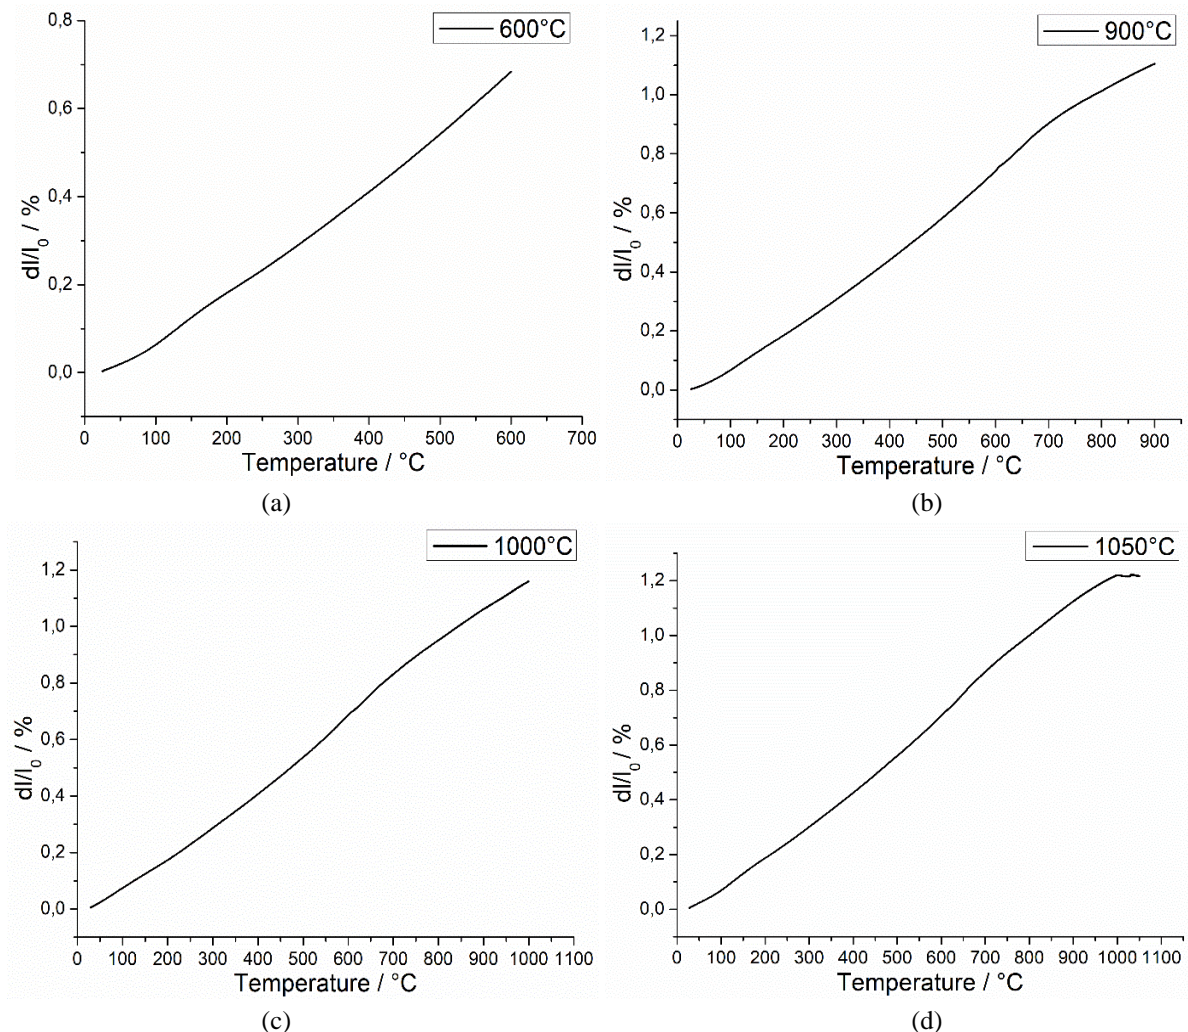 600°C
0,8
0,6
0,4
0,2
0,0
dl/l0 / %
0 100 200 300 400 500 600 700
Temperature / °C
(a)
900°C
1,2
1,0
0,8
0,6
0,4
0,2
0,0
dl/l0 / %
0 100 200 300 400 500 600 700 800 900
Temperature / °C
(b)
1000°C
1,2
1,0
0,8
0,6
0,4
0,2
0,0
dl/l0 / %
0 100 200 300 400 500 600 700 800 900 1000 1100
Temperature / °C
(c)
1050°C
1,2
1,0
0,8
0,6
0,4
0,2
0,0
dl/l0 / %
0 100 200 300 400 500 600 700 800 900 1000 1100
Temperature / °C
(d)